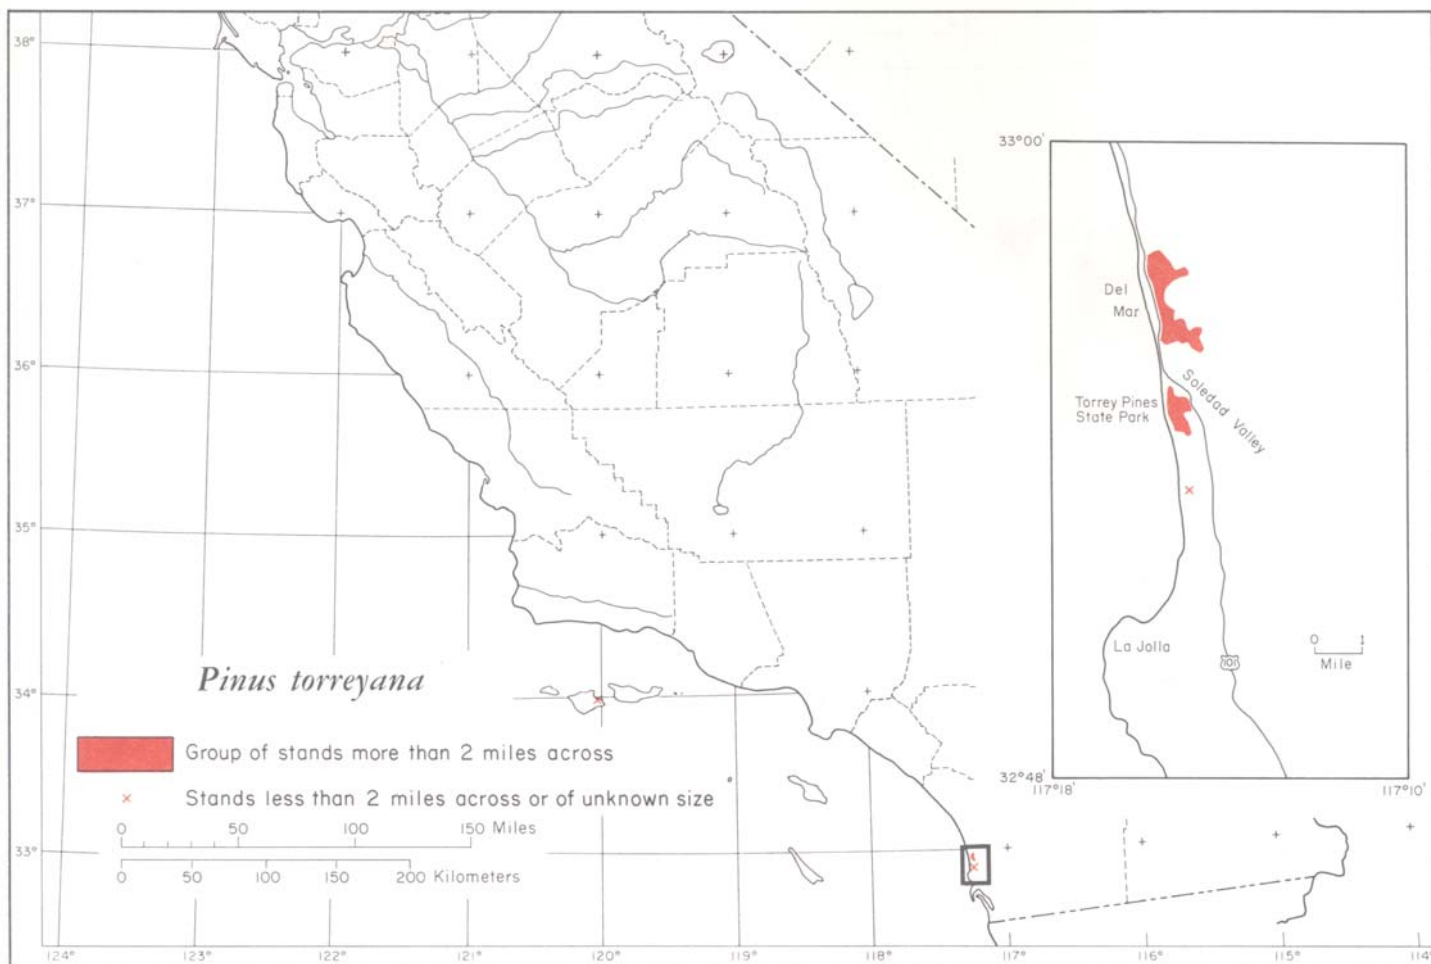 38°
37°
36°
35°
34°
33°
124°
123°
122°
121°
120°
119°
118°
117°
116°
115°
114°
Pinus torreyana
Group of stands more than 2 miles across
× Stands less than 2 miles across or of unknown size
0 50 100 150 Miles
0 50 100 150 200 Kilometers
33°00'
Del
Mar
Soledad Valley
Torrey Pines
State Park
La Jolla
101
0 1
Mile
32°48'
117°18'
117°10'